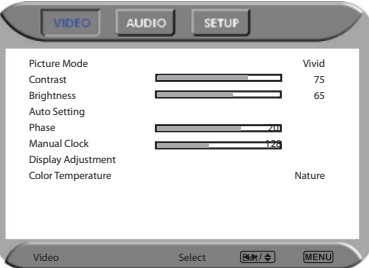 VIDEO AUDIO SETUP
Picture Mode Vivid
Contrast 75
Brightness 65
Auto Setting
Phase 20
Manual Clock 128
Display Adjustment
Color Temperature Nature
Video Select MENU